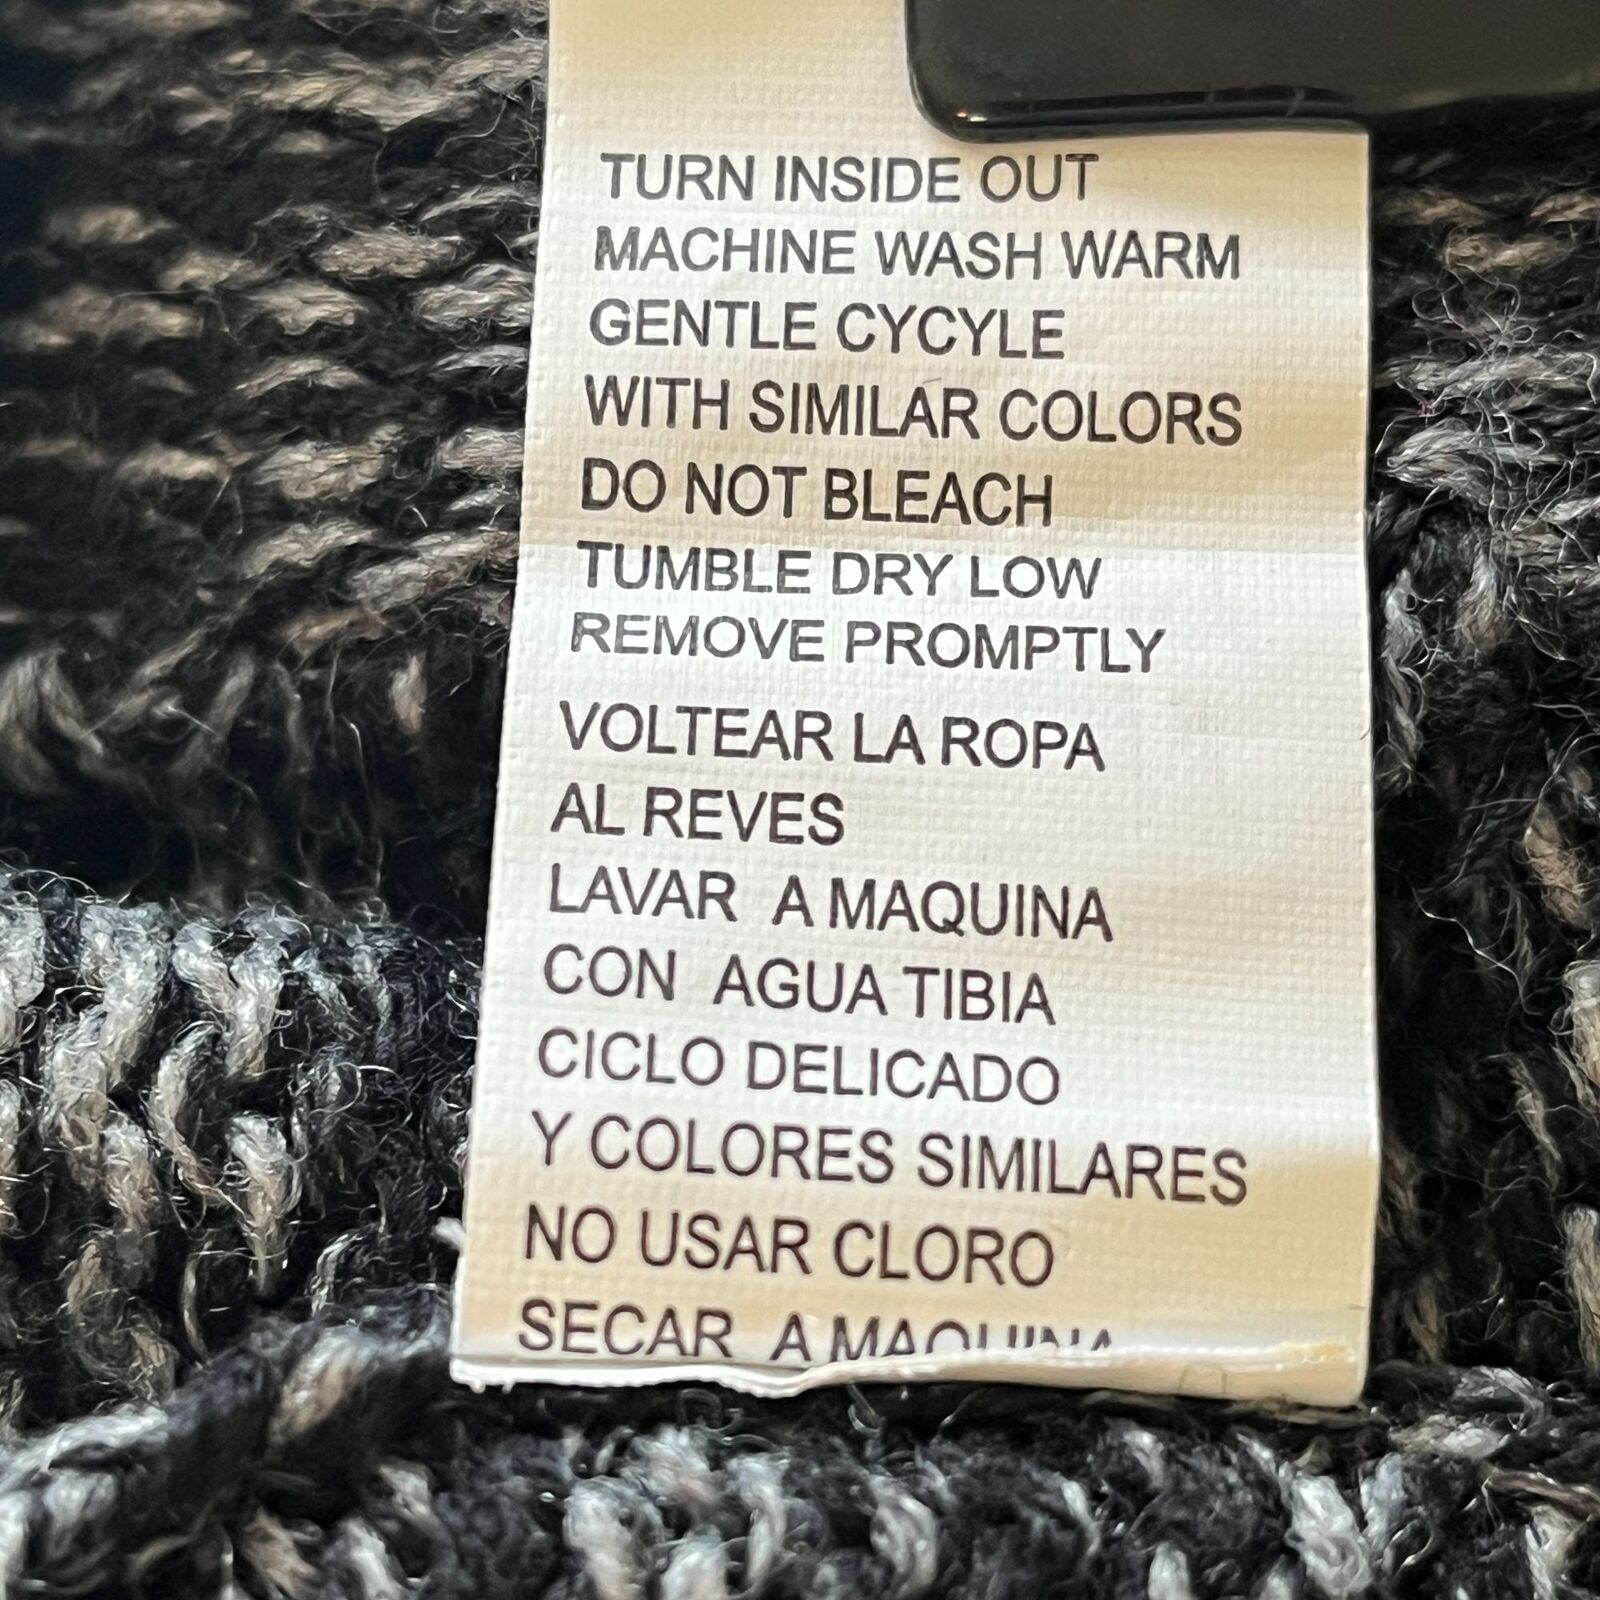 TURN INSIDE OUT
MACHINE WASH WARM
GENTLE CYCYLE
WITH SIMILAR COLORS
DO NOT BLEACH
TUMBLE DRY LOW
REMOVE PROMPTLY
VOLTEAR LA ROPA
AL REVES
LAVAR A MAQUINA
CON AGUA TIBIA
CICLO DELICADO
Y COLORES SIMILARES
NO USAR CLORO
SECAR A MAQUINA